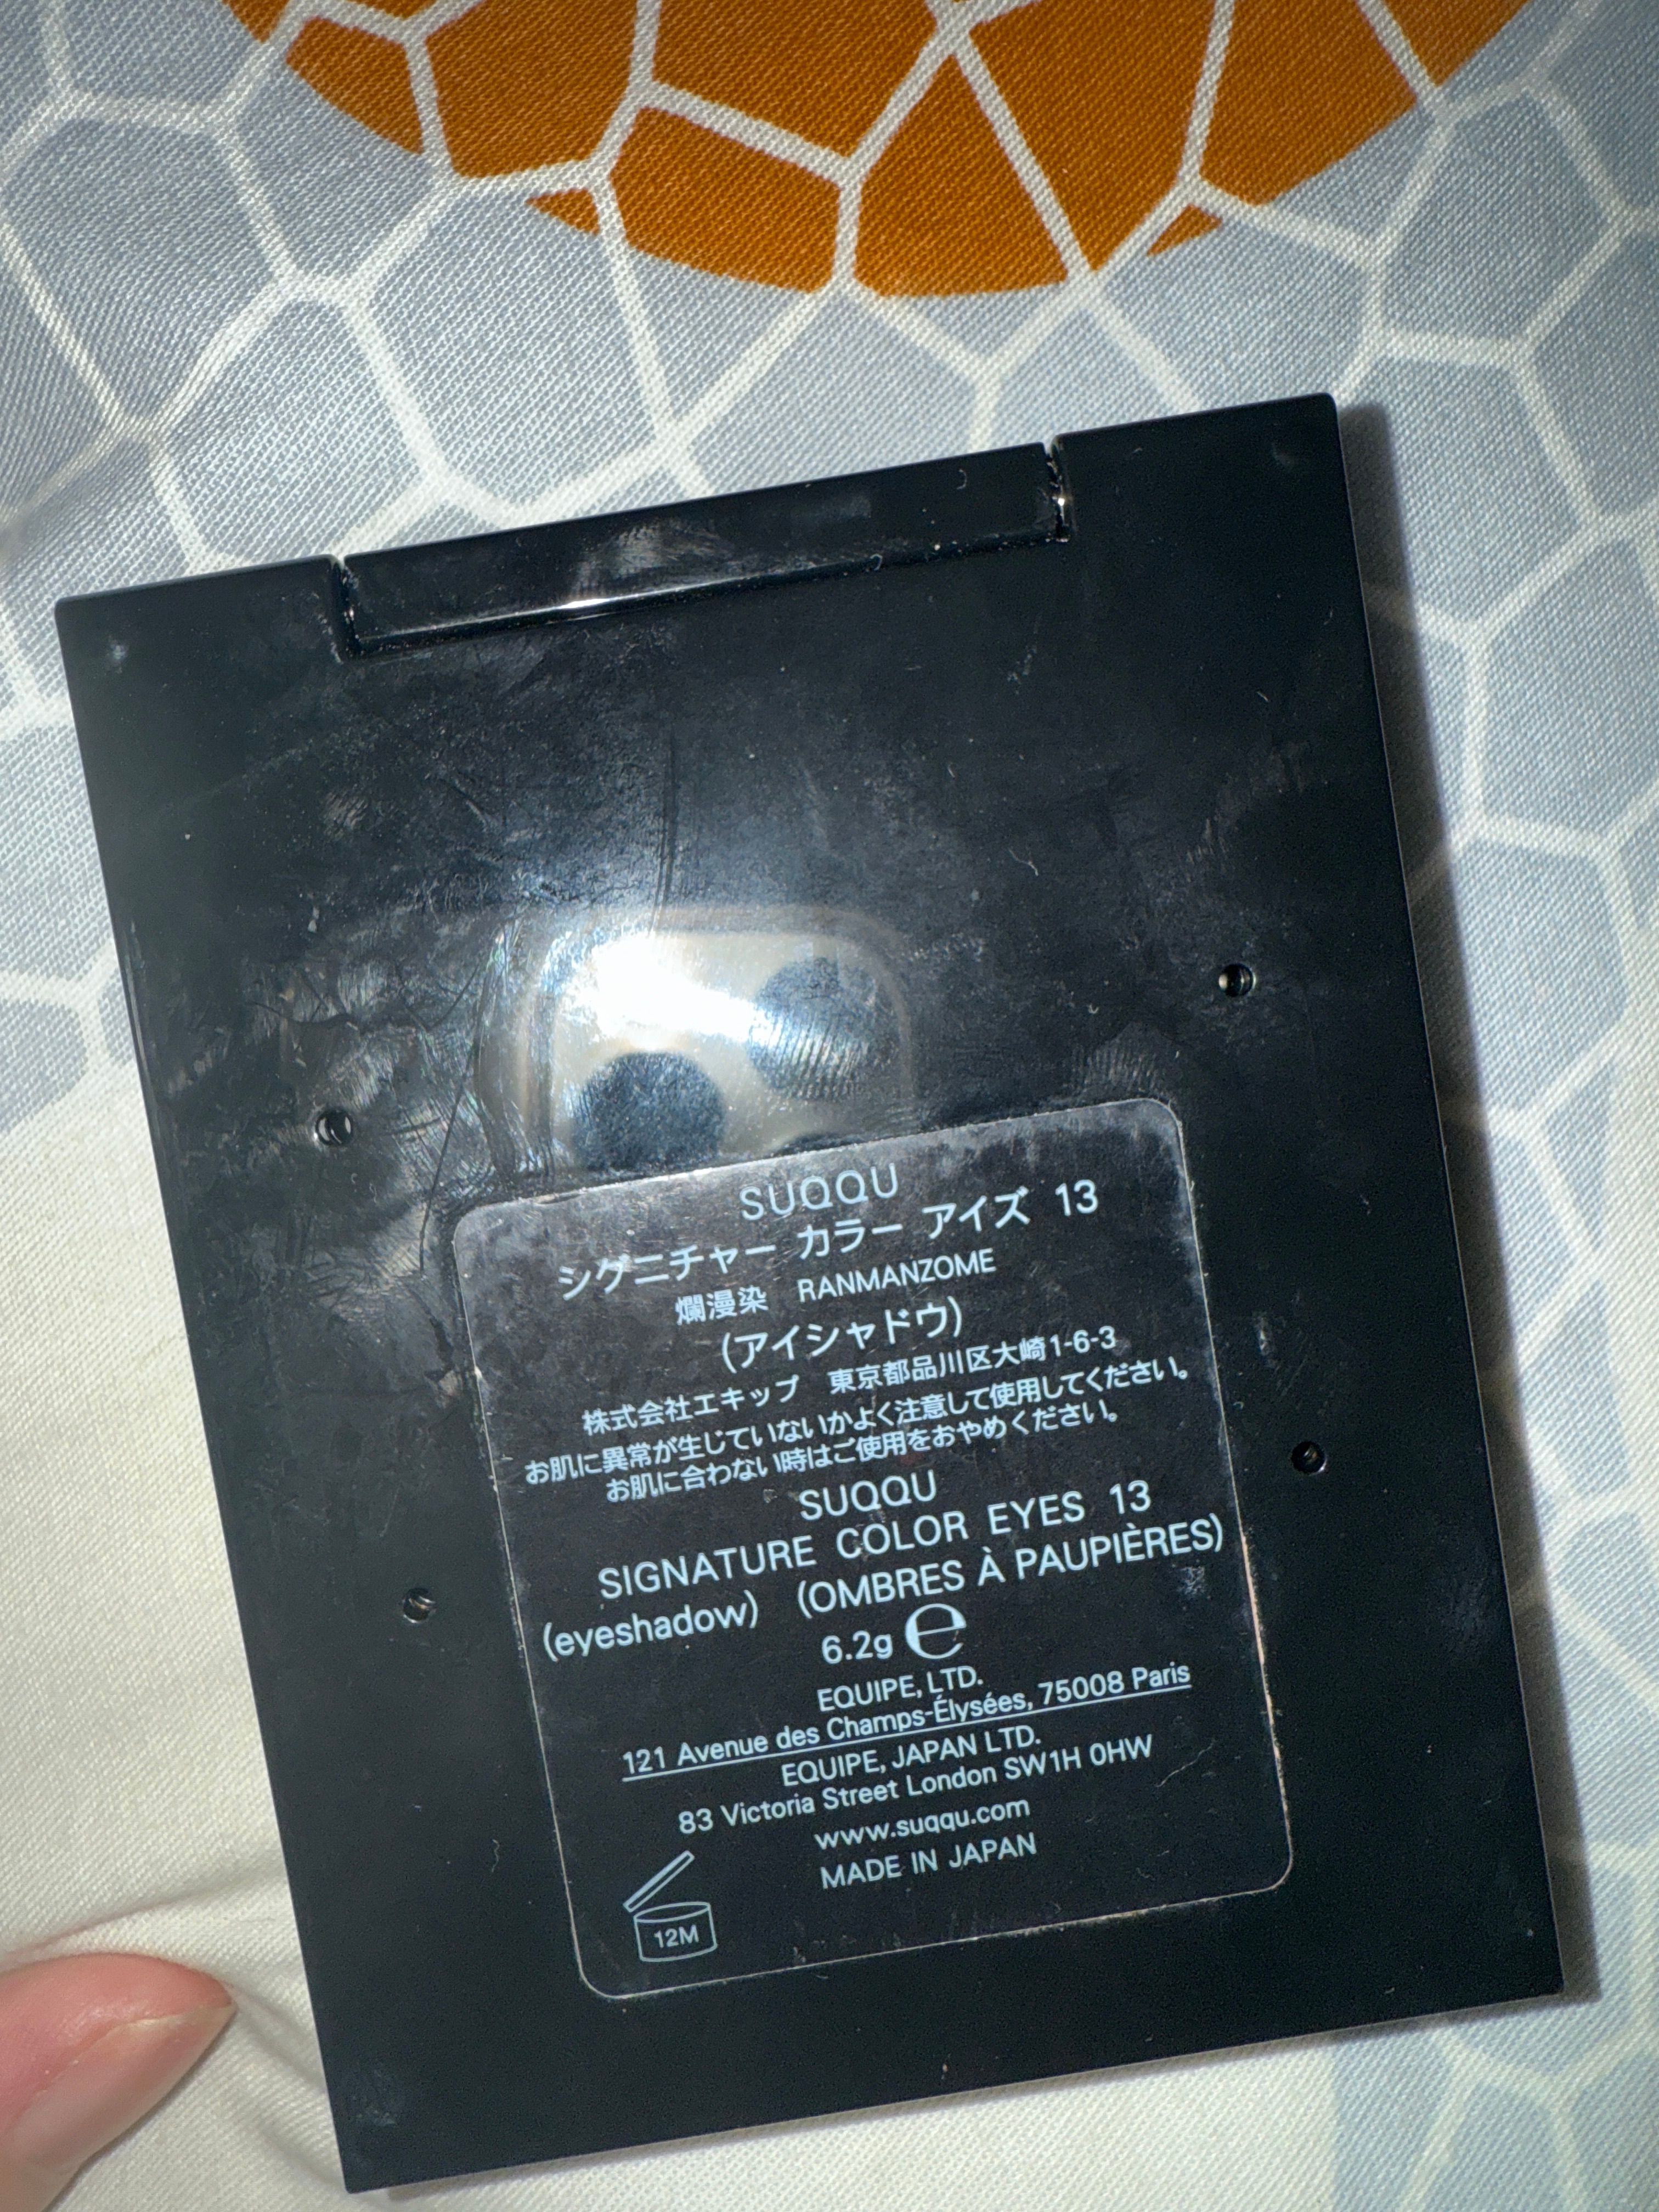 SUQQU
シグニチャー カラー アイズ 13
爛漫染 RANMANZOME
(アイシャドウ)
株式会社エキップ 東京都品川区大崎1-6-3
お肌に異常が生じていないかよく注意して使用してください。
お肌に合わない時はご使用をおやめください。
SUQQU
SIGNATURE COLOR EYES 13
(eyeshadow) (OMBRES À PAUPIÈRES)
6.2g ℮
EQUIPE, LTD.
121 Avenue des Champs-Élysées, 75008 Paris
EQUIPE, JAPAN LTD.
83 Victoria Street London SW1H 0HW
www.suqqu.com
MADE IN JAPAN
12M